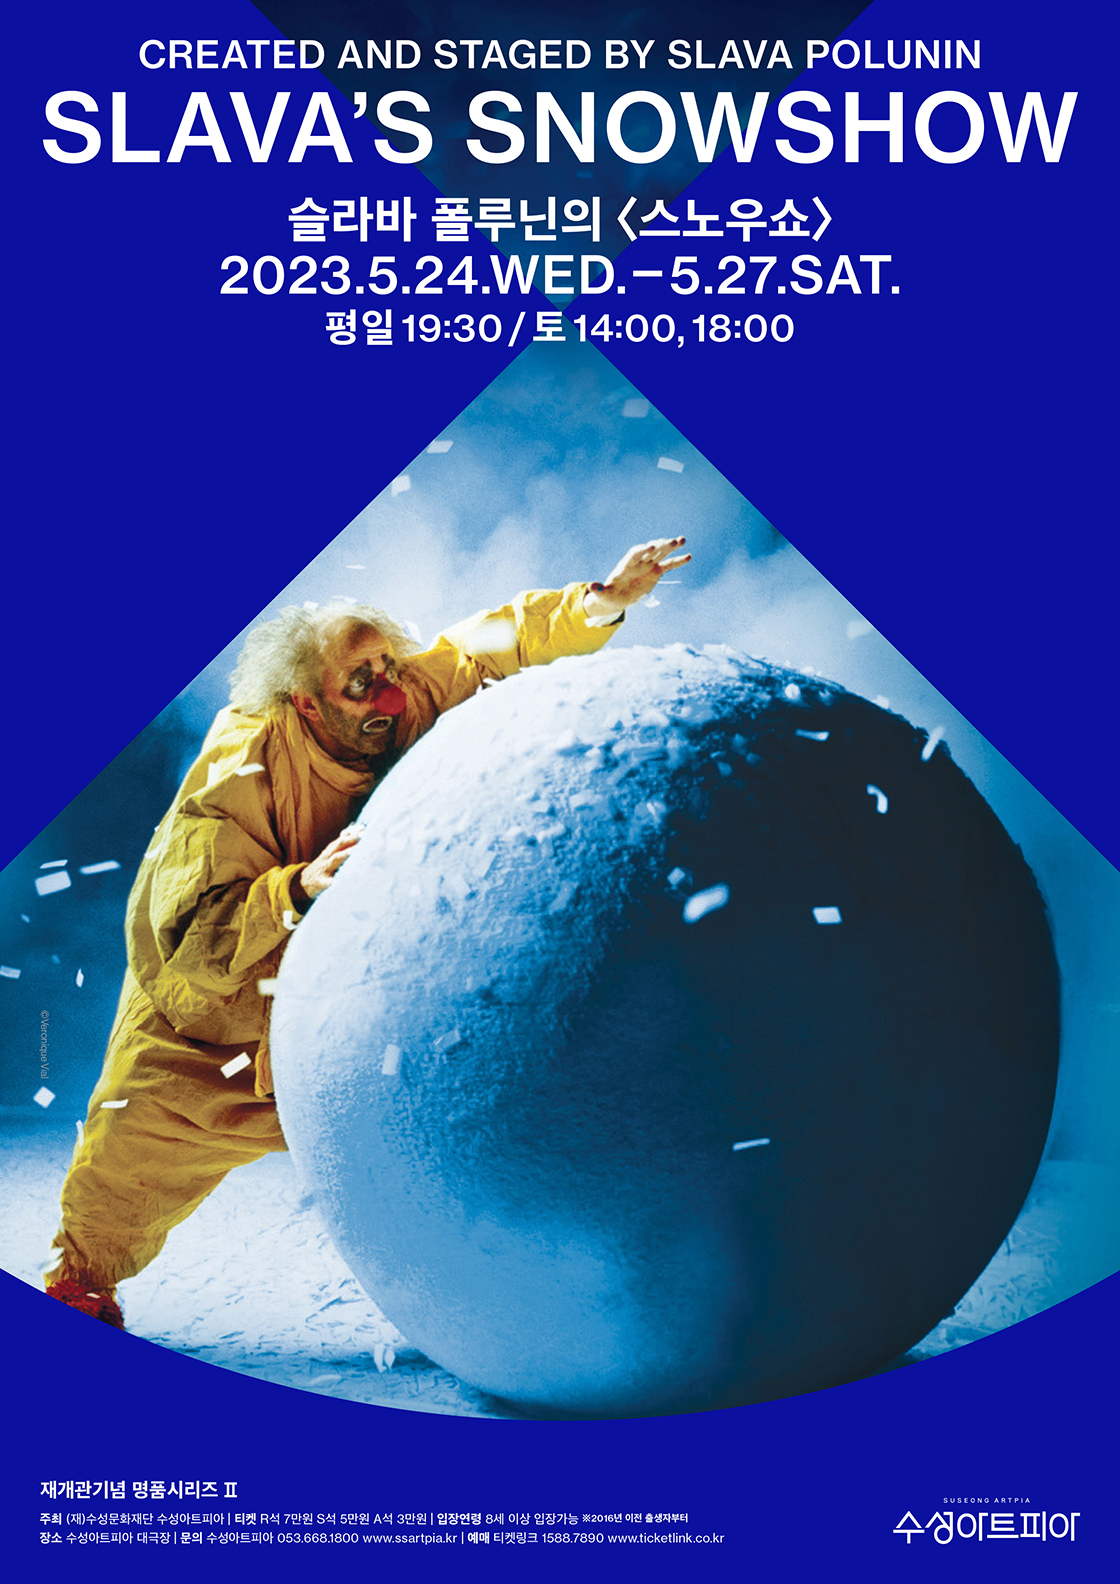 CREATED AND STAGED BY SLAVA POLUNIN
SLAVA’S SNOWSHOW
슬라바 폴루닌의 〈스노우쇼〉
2023.5.24.WED.–5.27.SAT.
평일 19:30 / 토 14:00, 18:00
©Veronique Vial
재개관기념 명품시리즈 Ⅱ
주최 (재)수성문화재단 수성아트피아 | 티켓 R석 7만원 S석 5만원 A석 3만원 | 입장연령 8세 이상 입장가능 ※2016년 이전 출생자부터
장소 수성아트피아 대극장 | 문의 수성아트피아 053.668.1800 www.ssartpia.kr | 예매 티켓링크 1588.7890 www.ticketlink.co.kr
SUSEONG ARTPIA
수성아트피아